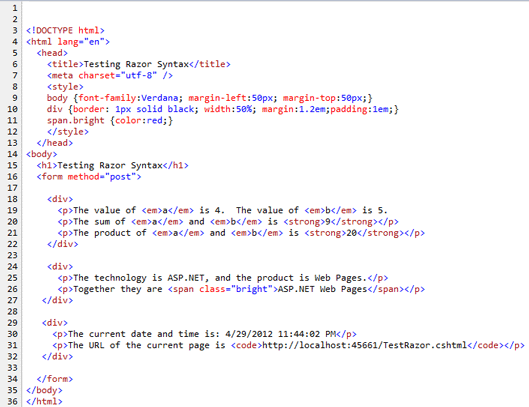 1
2
3 <!DOCTYPE html>
4 <html lang="en">
5   <head>
6     <title>Testing Razor Syntax</title>
7     <meta charset="utf-8" />
8     <style>
9     body {font-family:Verdana; margin-left:50px; margin-top:50px;}
10     div {border: 1px solid black; width:50%; margin:1.2em;padding:1em;}
11     span.bright {color:red;}
12     </style>
13   </head>
14 <body>
15   <h1>Testing Razor Syntax</h1>
16   <form method="post">
17
18     <div>
19       <p>The value of <em>a</em> is 4.  The value of <em>b</em> is 5.
20       <p>The sum of <em>a</em> and <em>b</em> is <strong>9</strong></p>
21       <p>The product of <em>a</em> and <em>b</em> is <strong>20</strong></p>
22     </div>
23
24     <div>
25       <p>The technology is ASP.NET, and the product is Web Pages.</p>
26       <p>Together they are <span class="bright">ASP.NET Web Pages</span></p>
27    </div>
28
29    <div>
30      <p>The current date and time is: 4/29/2012 11:44:02 PM</p>
31      <p>The URL of the current page is <code>http://localhost:45661/TestRazor.cshtml</code></p>
32    </div>
33
34   </form>
35 </body>
36 </html>